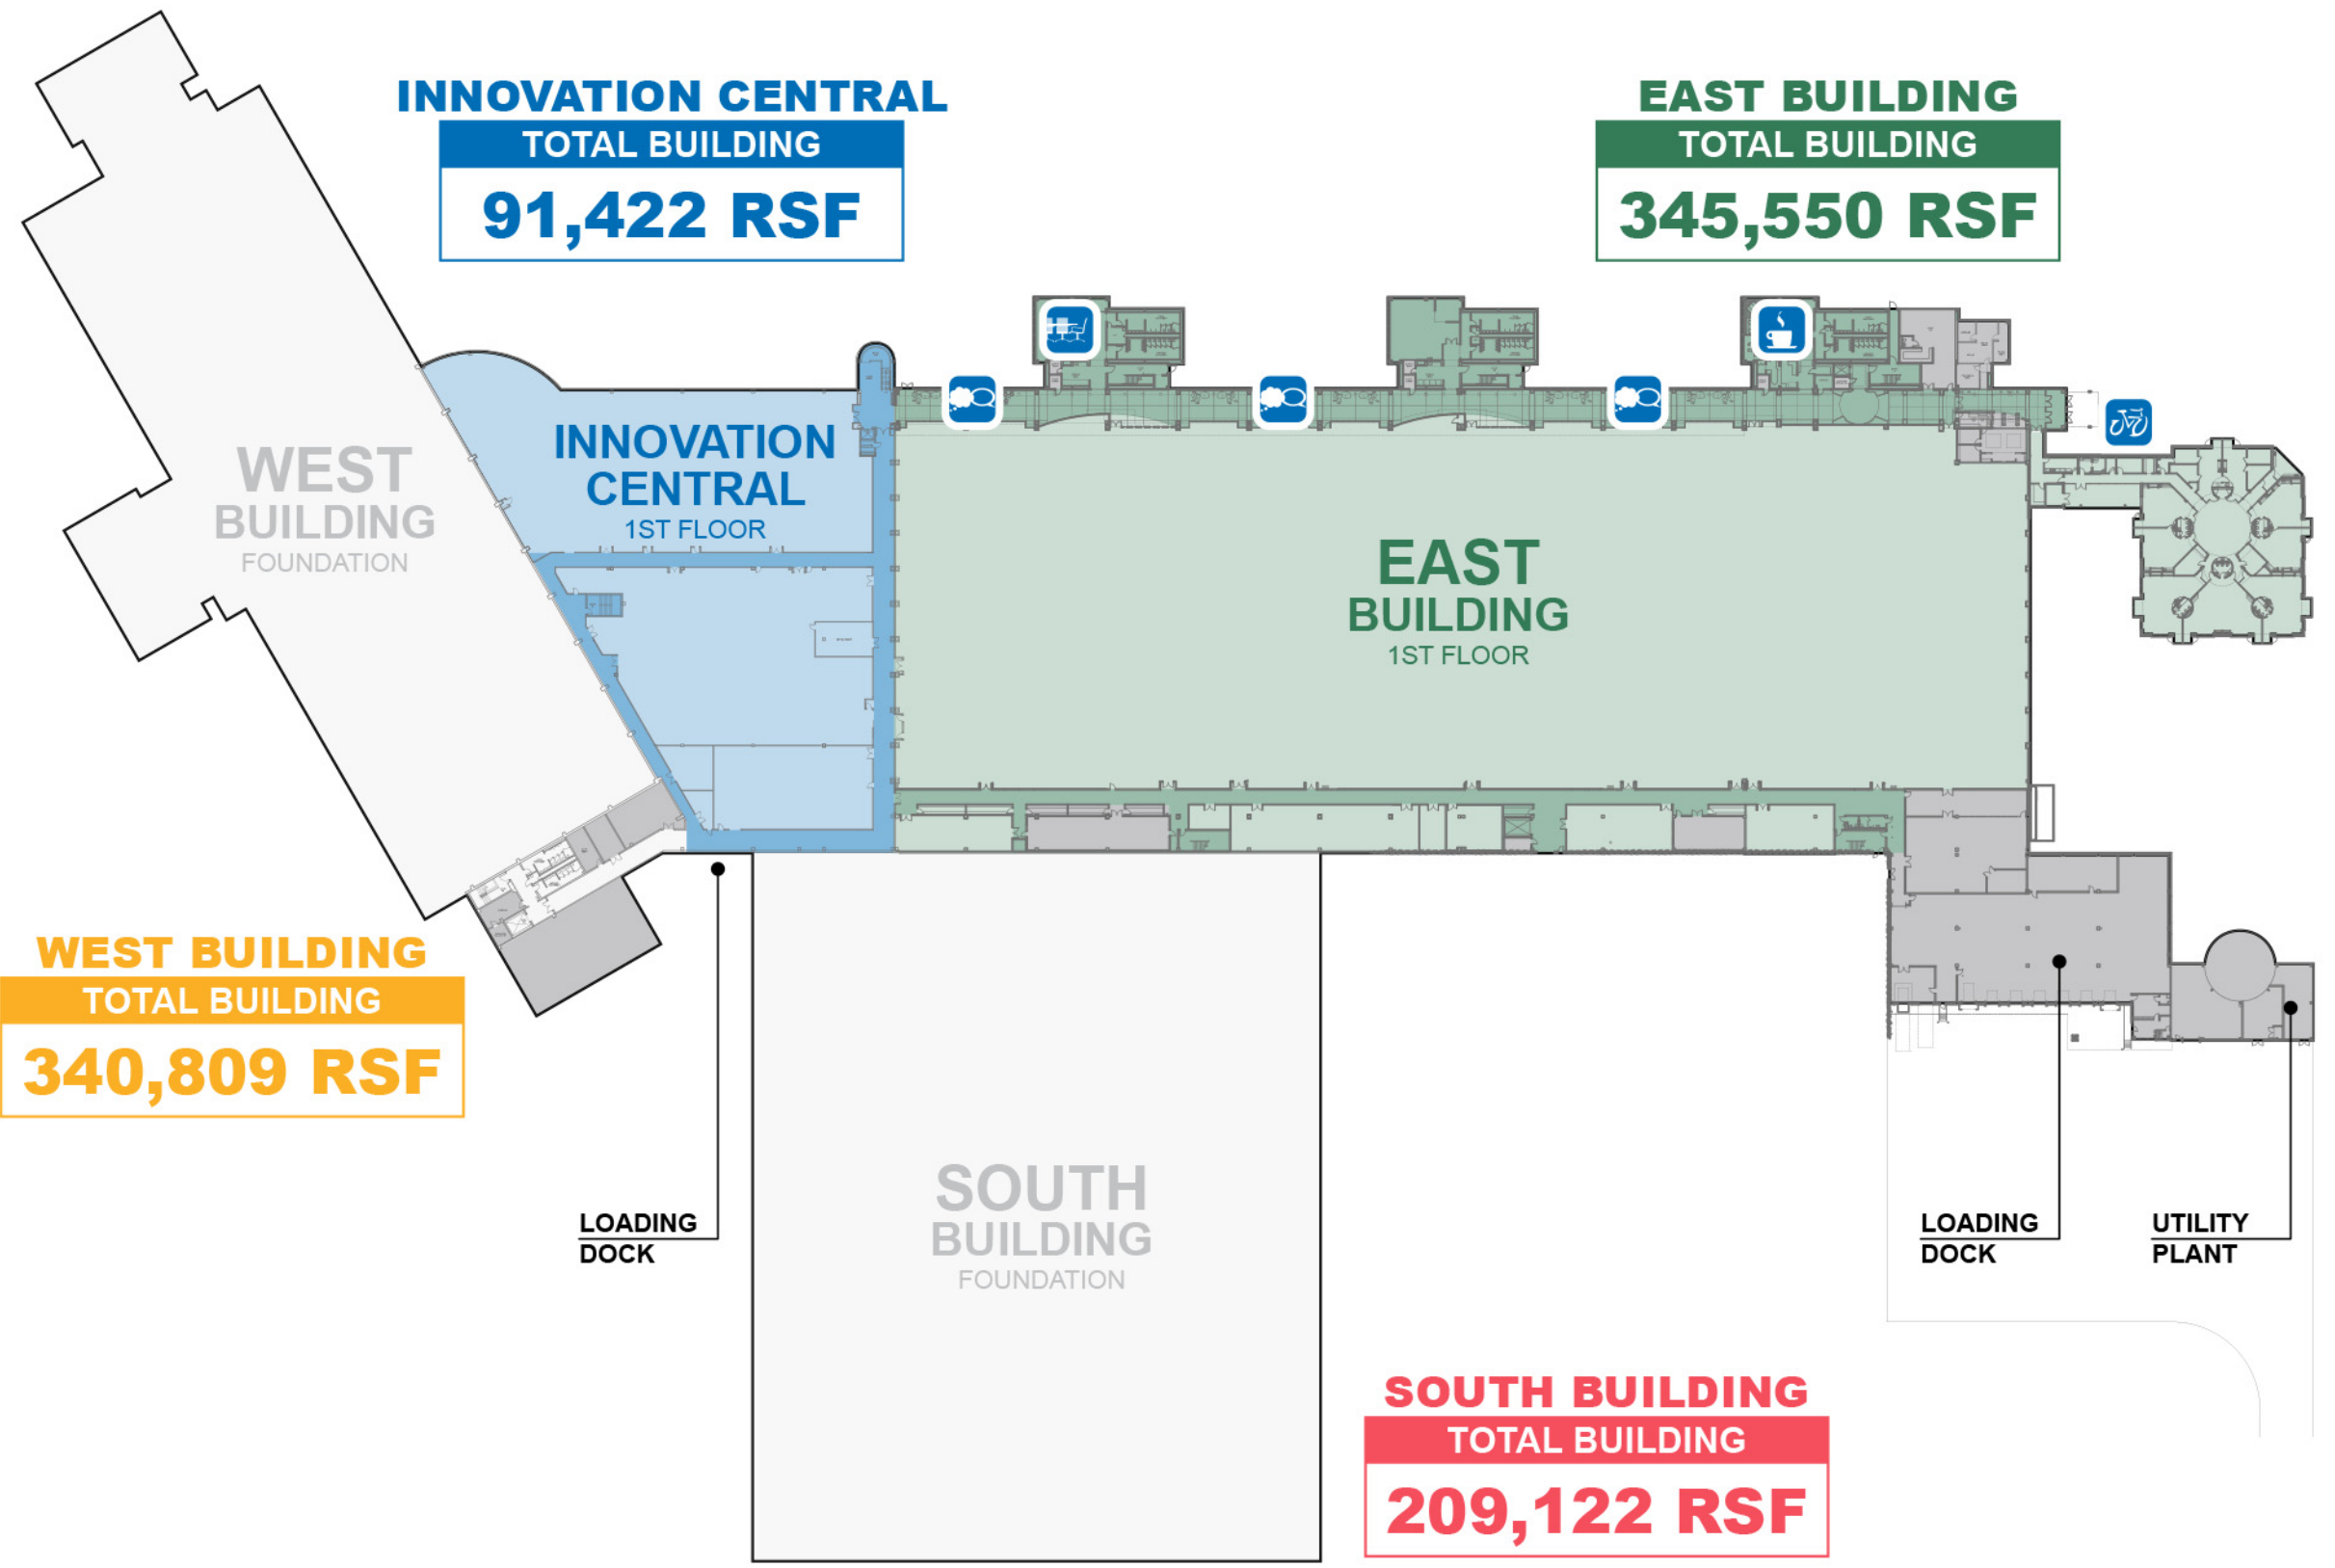 INNOVATION CENTRAL
TOTAL BUILDING
91,422 RSF
EAST BUILDING
TOTAL BUILDING
345,550 RSF
WEST
BUILDING
FOUNDATION
INNOVATION
CENTRAL
1ST FLOOR
EAST
BUILDING
1ST FLOOR
WEST BUILDING
TOTAL BUILDING
340,809 RSF
LOADING
DOCK
SOUTH
BUILDING
FOUNDATION
LOADING
DOCK
UTILITY
PLANT
SOUTH BUILDING
TOTAL BUILDING
209,122 RSF